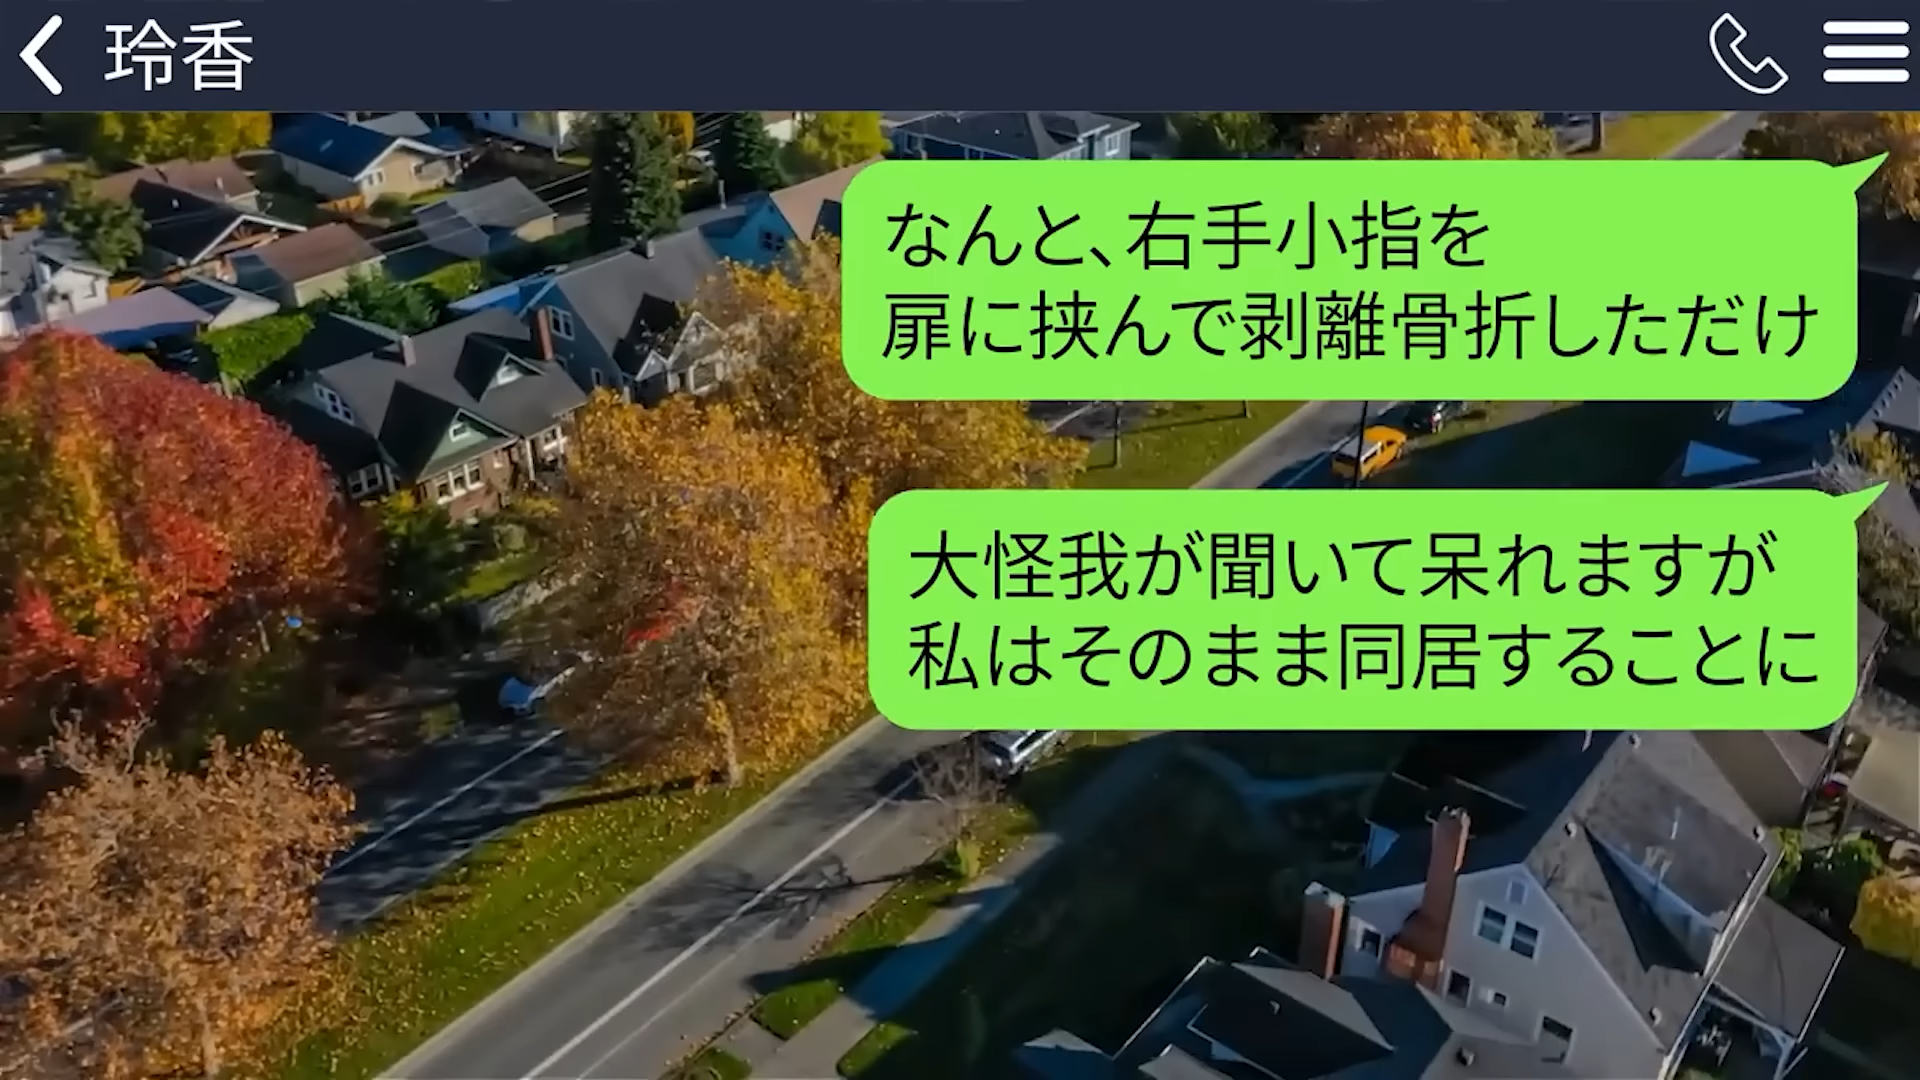 玲香
なんと、右手小指を
扉に挟んで剥離骨折しただけ
大怪我が聞いて呆れますが
私はそのまま同居することに